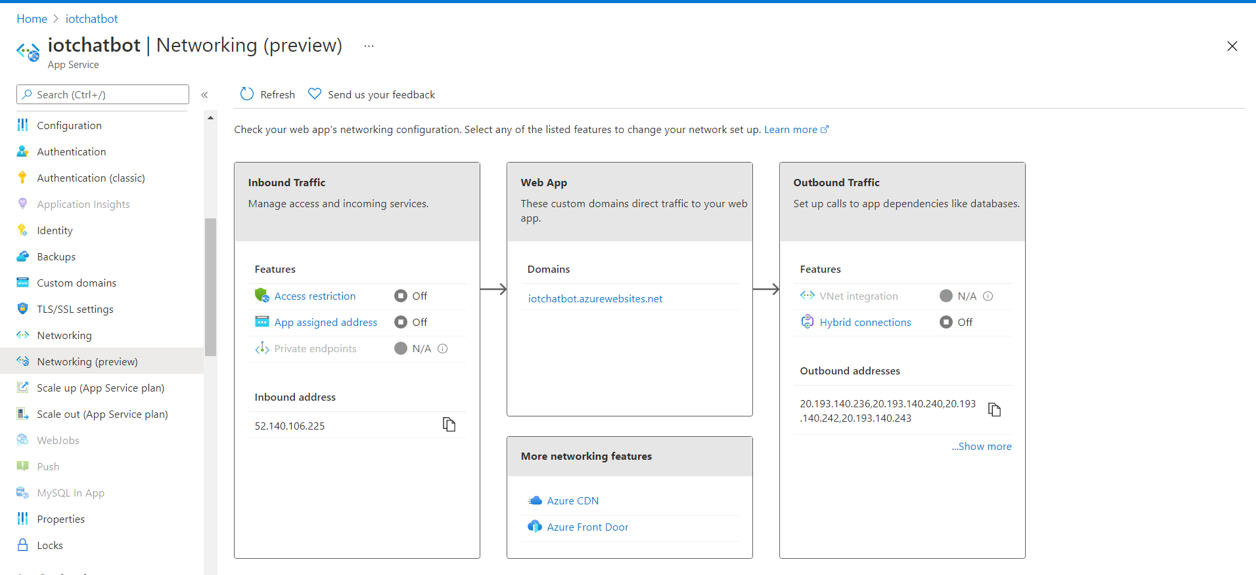 Home > iotchatbot
iotchatbot | Networking (preview) ...
App Service
Search (Ctrl+/)
«
Configuration
Authentication
Authentication (classic)
Application Insights
Identity
Backups
Custom domains
TLS/SSL settings
Networking
Networking (preview)
Scale up (App Service plan)
Scale out (App Service plan)
WebJobs
Push
MySQL In App
Properties
Locks
Refresh
Send us your feedback
Check your web app's networking configuration. Select any of the listed features to change your network set up. Learn more
Inbound Traffic
Manage access and incoming services.
Features
Access restriction Off
App assigned address Off
Private endpoints N/A
Inbound address
52.140.106.225
Web App
These custom domains direct traffic to your web
app.
Domains
iotchatbot.azurewebsites.net
More networking features
Azure CDN
Azure Front Door
Outbound Traffic
Set up calls to app dependencies like databases.
Features
VNet integration N/A
Hybrid connections Off
Outbound addresses
20.193.140.236,20.193.140.240,20.193
.140.242,20.193.140.243
...Show more